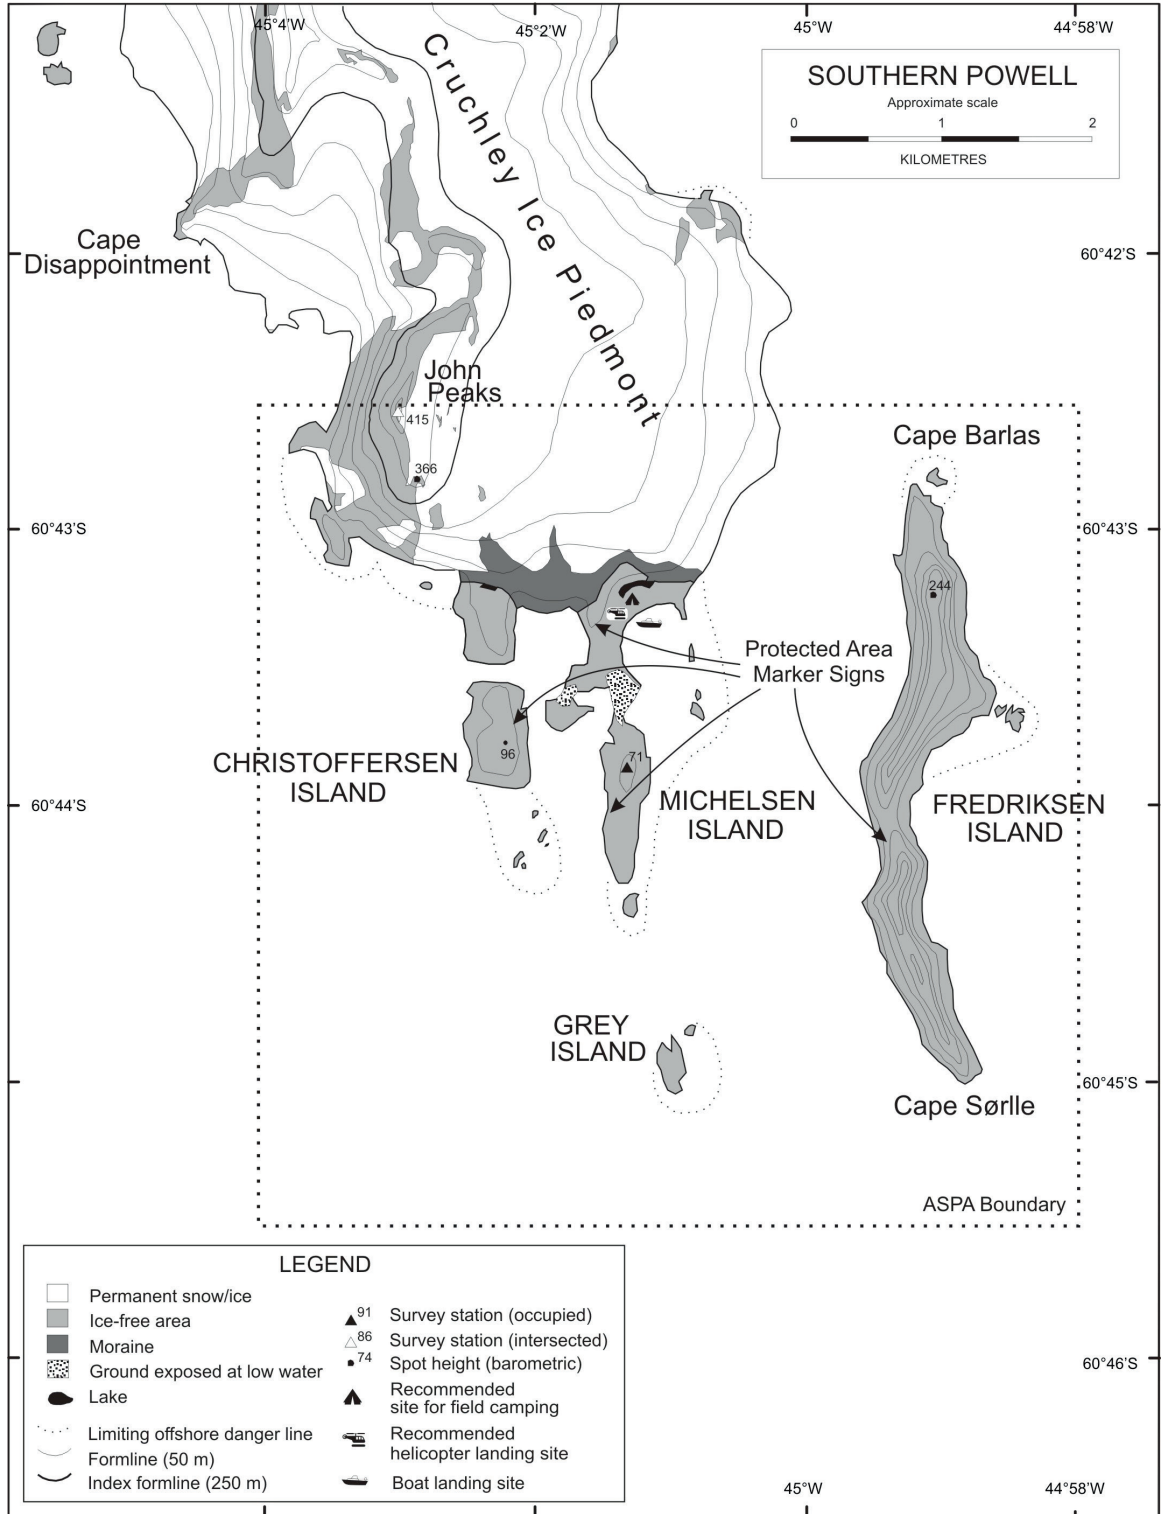 45°4'W
45°2'W
45°W
44°58'W
SOUTHERN POWELL
Approximate scale
0 1 2
KILOMETRES
Cruchley Ice Piedmont
Cape
Disappointment
60°42'S
John
Peaks
415
366
Cape Barlas
60°43'S
60°43'S
244
Protected Area
Marker Signs
CHRISTOFFERSEN
ISLAND
96
71
MICHELSEN
ISLAND
FREDRIKSEN
ISLAND
60°44'S
GREY
ISLAND
60°45'S
Cape Sørlle
ASPA Boundary
LEGEND
Permanent snow/ice
Ice-free area
Moraine
Ground exposed at low water
Lake
Limiting offshore danger line
Formline (50 m)
Index formline (250 m)
91 Survey station (occupied)
86 Survey station (intersected)
74 Spot height (barometric)
Recommended
site for field camping
Recommended
helicopter landing site
Boat landing site
60°46'S
45°W
44°58'W